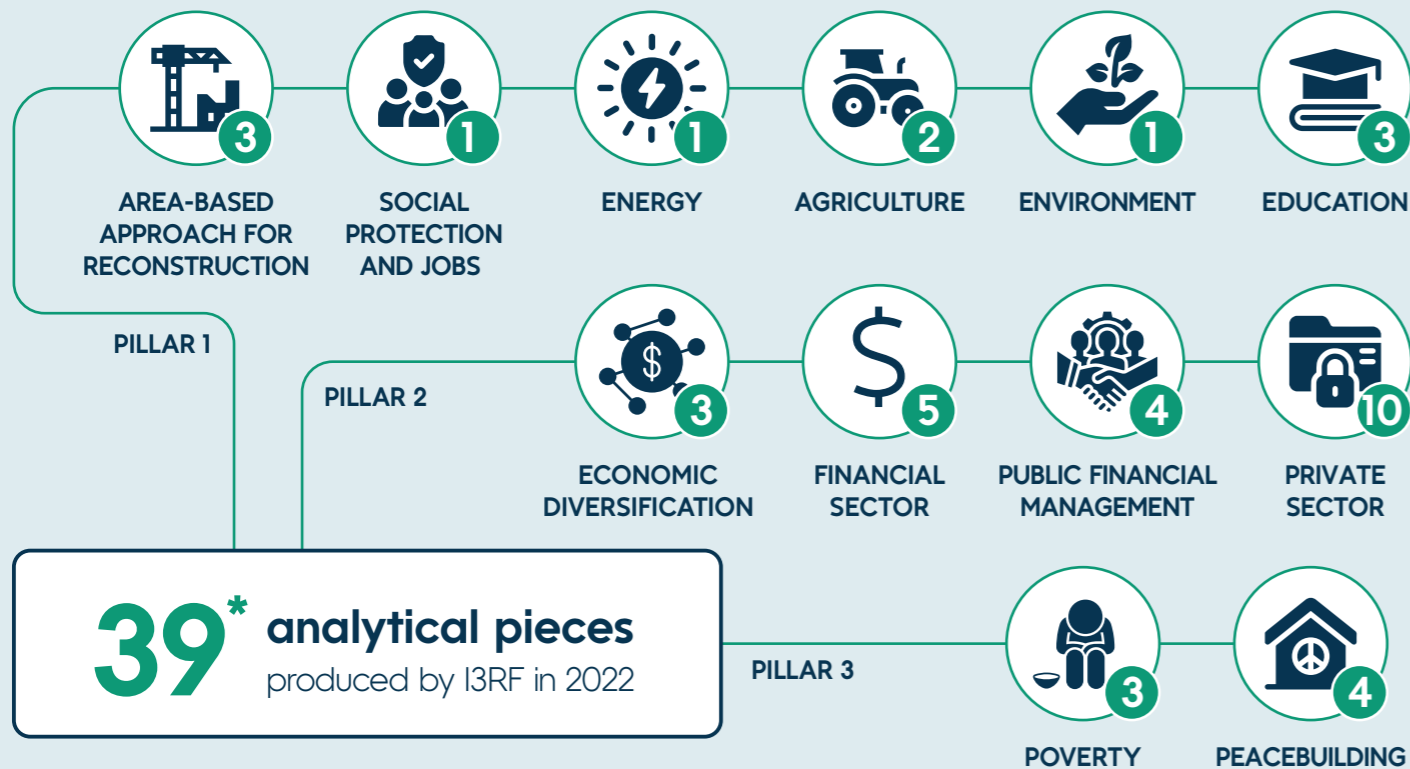 3
1
1
2
1
3
AREA-BASED
APPROACH FOR
RECONSTRUCTION
SOCIAL
PROTECTION
AND JOBS
ENERGY
AGRICULTURE
ENVIRONMENT
EDUCATION
PILLAR 1
PILLAR 2
$
3
$
5
4
10
ECONOMIC
DIVERSIFICATION
FINANCIAL
SECTOR
PUBLIC FINANCIAL
MANAGEMENT
PRIVATE
SECTOR
39* analytical pieces
produced by I3RF in 2022
PILLAR 3
3
4
POVERTY
PEACEBUILDING